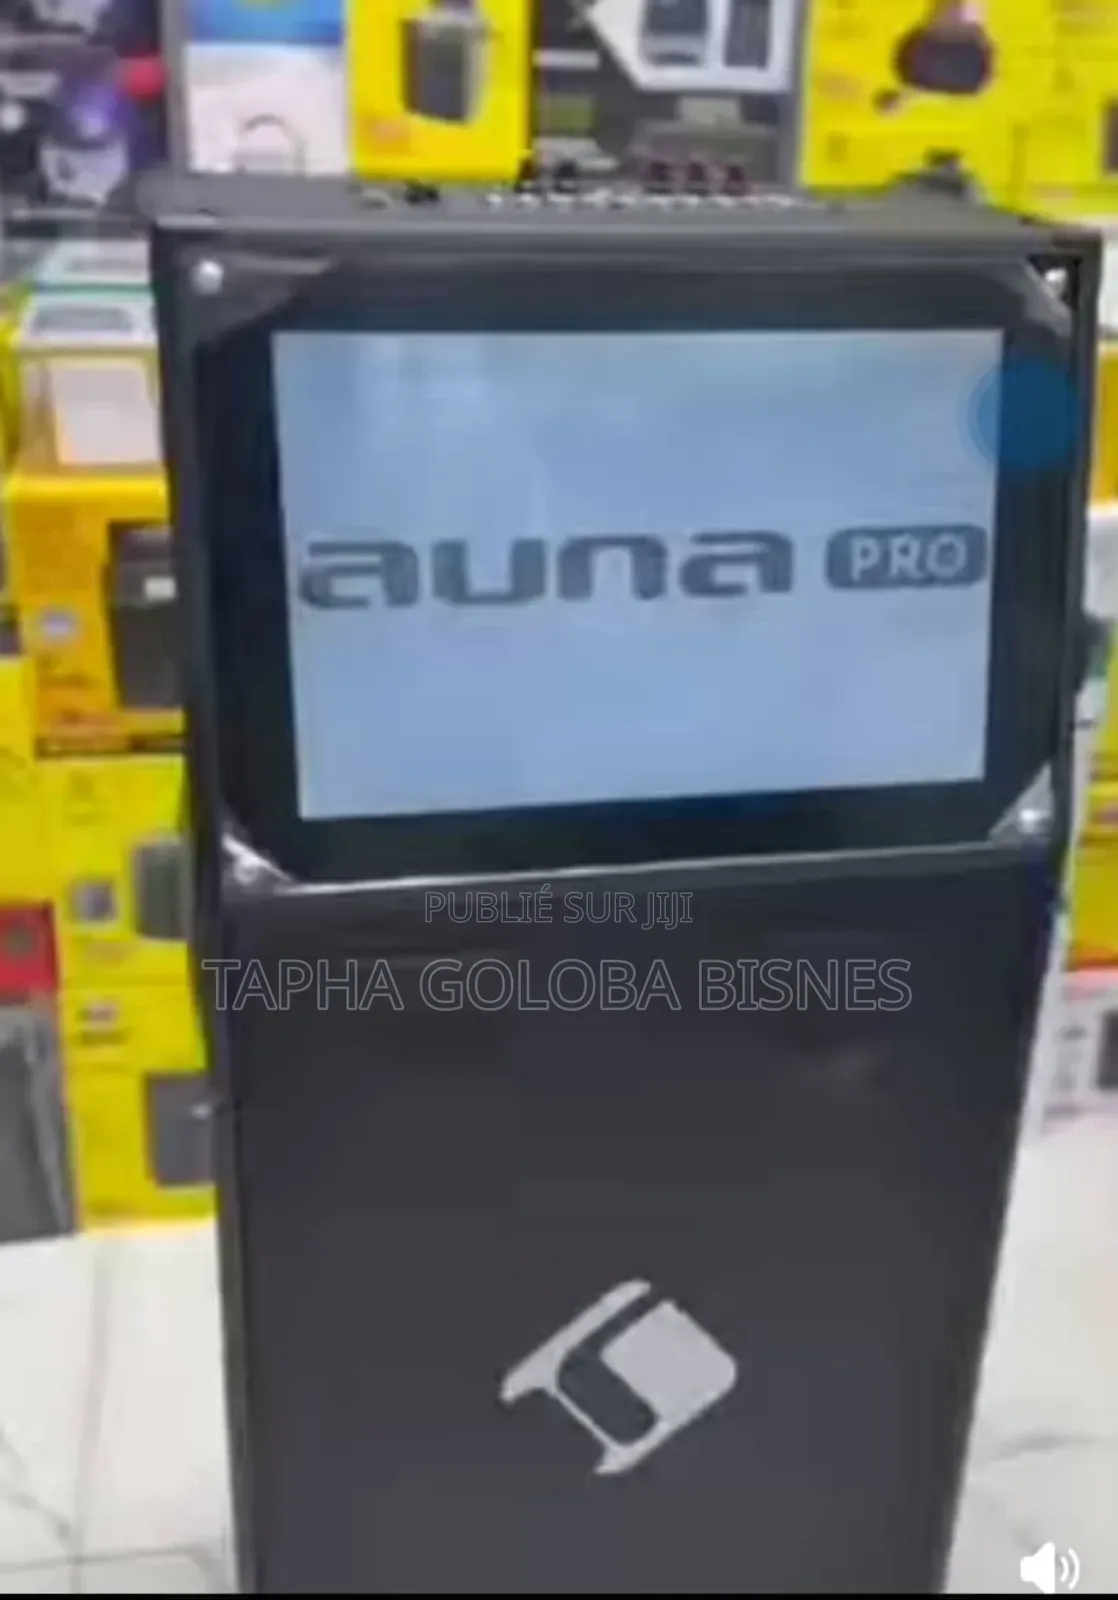 auna PRO
PUBLIÉ SUR JIJI
TAPHA GOLOBA BISNES